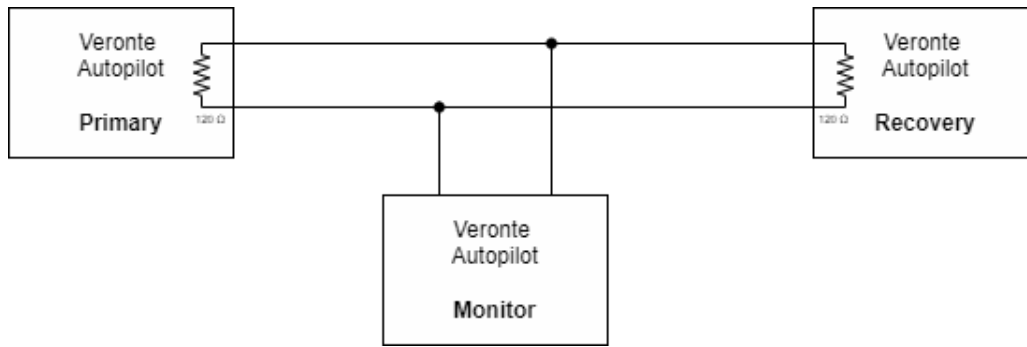 Veronte
Autopilot
Primary
120 Ω
Veronte
Autopilot
Recovery
120 Ω
Veronte
Autopilot
Monitor